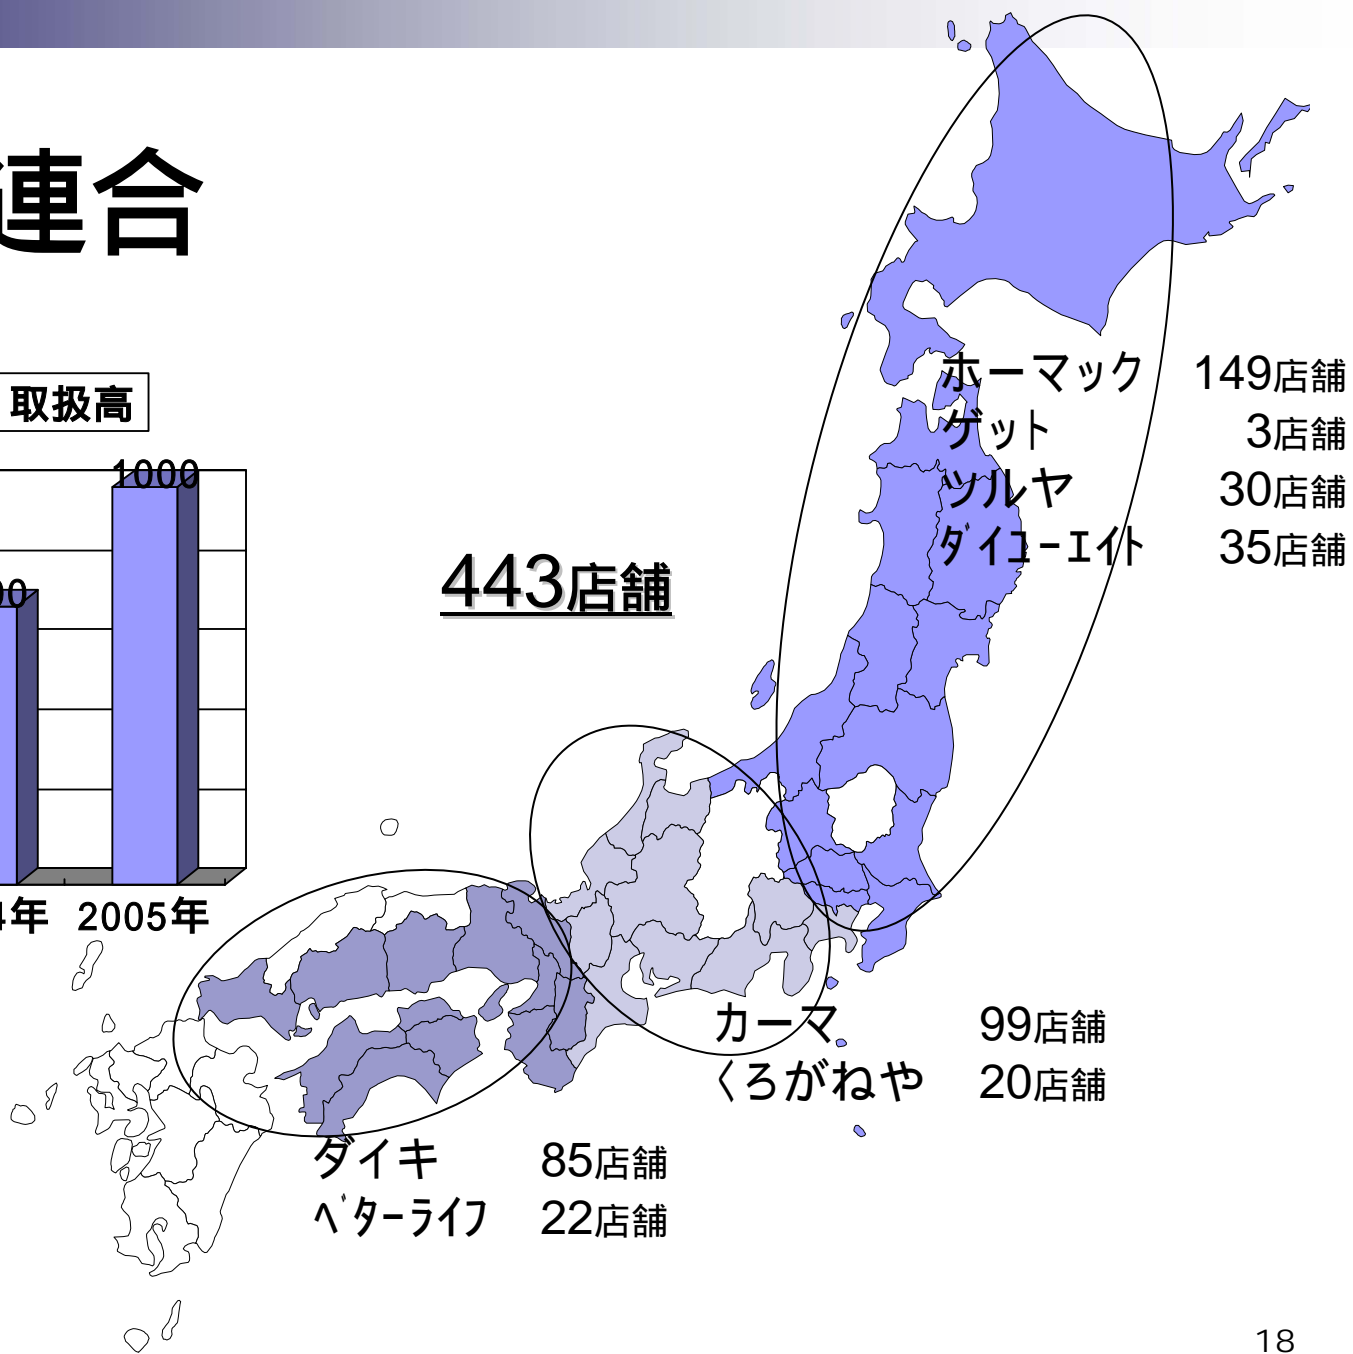 連合
取扱高
1000
443店舗
ホーマック 149店舗
ゲット 3店舗
ツルヤ 30店舗
ダイユーエイト 35店舗
2005年
カーマ 99店舗
くろがねや 20店舗
ダイキ 85店舗
ベターライフ 22店舗
18